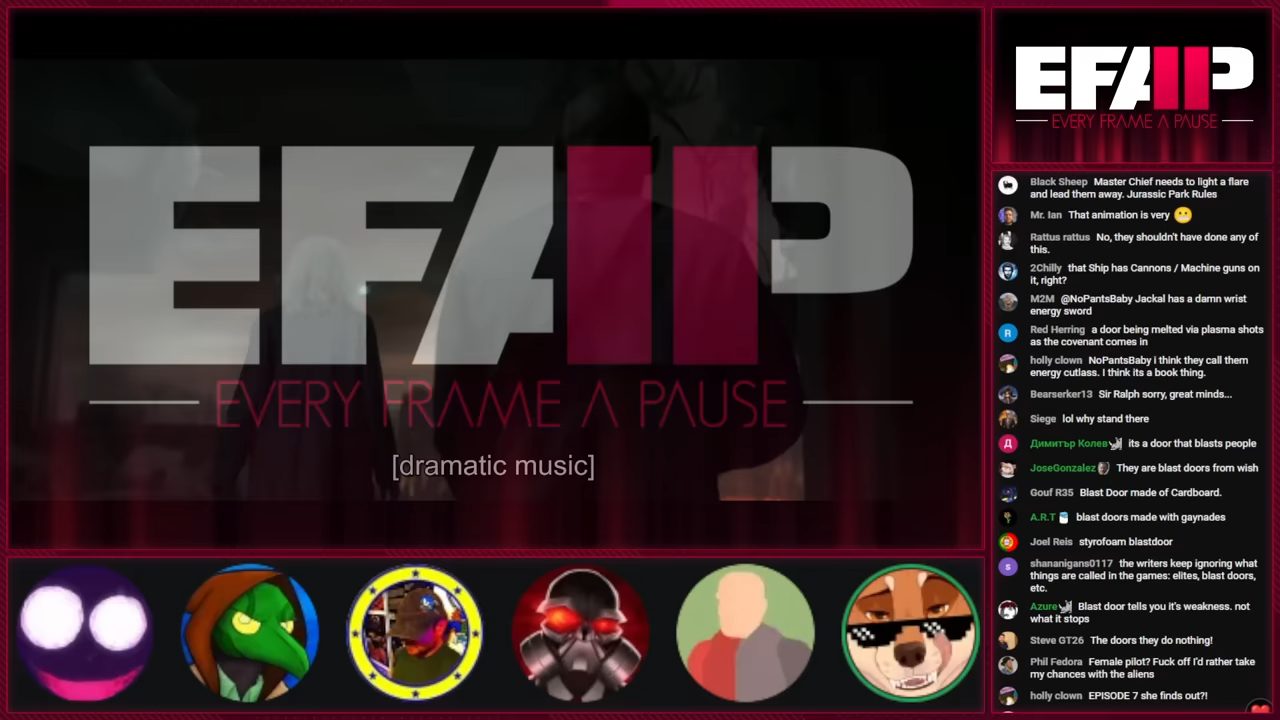 EFAP
EVERY FRAME A PAUSE
[dramatic music]
EFAP
EVERY FRAME A PAUSE
Black Sheep Master Chief needs to light a flare
and lead them away. Jurassic Park Rules
Mr. Ian That animation is very 😬
Rattus rattus No, they shouldn't have done any of
this.
2Chilly that Ship has Cannons / Machine guns on
it, right?
M2M @NoPantsBaby Jackal has a damn wrist
energy sword
R
Red Herring a door being melted via plasma shots
as the covenant comes in
holly clown NoPantsBaby i think they call them
energy cutlass. I think its a book thing.
Bearserker13 Sir Ralph sorry, great minds...
Siege lol why stand there
Д
Димитър Колев its a door that blasts people
JoseGonzalez They are blast doors from wish
Gouf R35 Blast Door made of Cardboard.
A.R.T blast doors made with gaynades
Joel Reis styrofoam blastdoor
s
shananigans0117 the writers keep ignoring what
things are called in the games: elites, blast doors,
etc.
Azure Blast door tells you it's weakness. not
what it stops
Steve GT26 The doors they do nothing!
Phil Fedora Female pilot? Fuck off I'd rather take
my chances with the aliens
holly clown EPISODE 7 she finds out?!